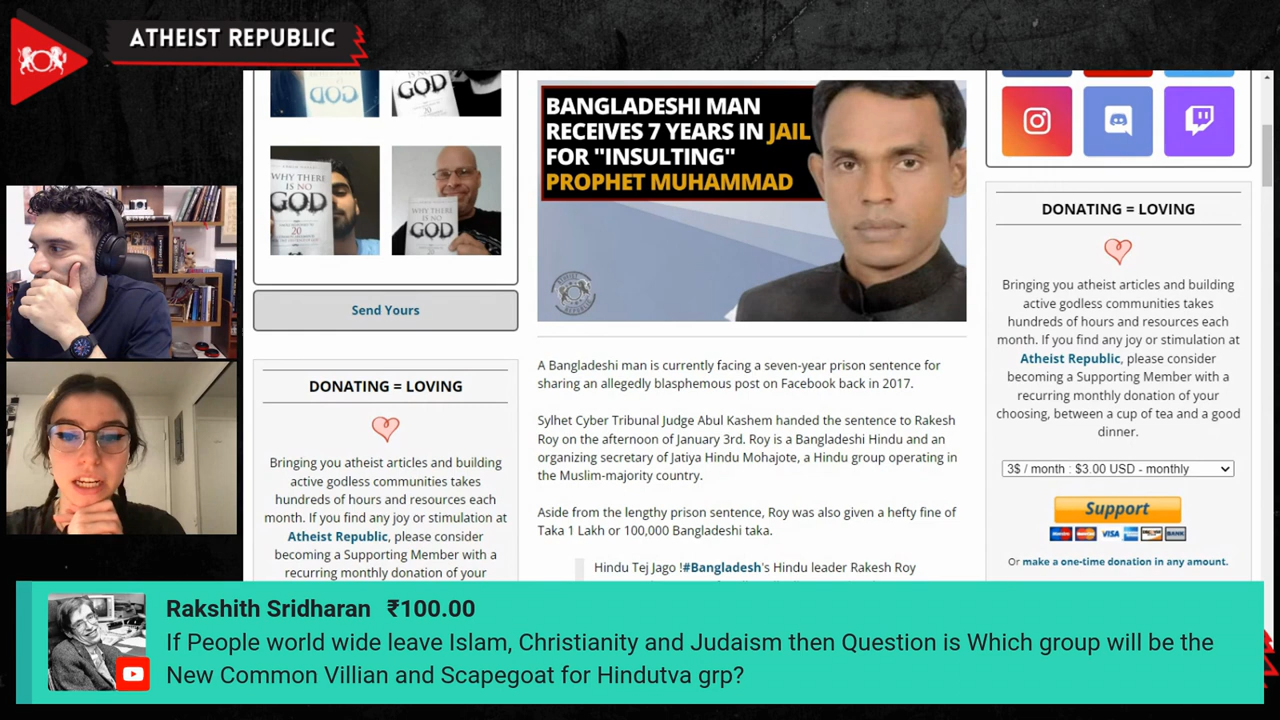 ATHEIST REPUBLIC
GOD
GOD
WHY THERE
IS NO
GOD
20
WHY THERE
IS NO
GOD
20
Send Yours
DONATING = LOVING
Bringing you atheist articles and building
active godless communities takes
hundreds of hours and resources each
month. If you find any joy or stimulation at
Atheist Republic, please consider
becoming a Supporting Member with a
recurring monthly donation of your
BANGLADESHI MAN
RECEIVES 7 YEARS IN JAIL
FOR "INSULTING"
PROPHET MUHAMMAD
A Bangladeshi man is currently facing a seven-year prison sentence for
sharing an allegedly blasphemous post on Facebook back in 2017.
Sylhet Cyber Tribunal Judge Abul Kashem handed the sentence to Rakesh
Roy on the afternoon of January 3rd. Roy is a Bangladeshi Hindu and an
organizing secretary of Jatiya Hindu Mohajote, a Hindu group operating in
the Muslim-majority country.
Aside from the lengthy prison sentence, Roy was also given a hefty fine of
Taka 1 Lakh or 100,000 Bangladeshi taka.
Hindu Tej Jago !#Bangladesh's Hindu leader Rakesh Roy
DONATING = LOVING
Bringing you atheist articles and building
active godless communities takes
hundreds of hours and resources each
month. If you find any joy or stimulation at
Atheist Republic, please consider
becoming a Supporting Member with a
recurring monthly donation of your
choosing, between a cup of tea and a good
dinner.
3$ / month : $3.00 USD - monthly
Support
VISA
BANK
Or make a one-time donation in any amount.
Rakshith Sridharan ₹100.00
If People world wide leave Islam, Christianity and Judaism then Question is Which group will be the
New Common Villian and Scapegoat for Hindutva grp?